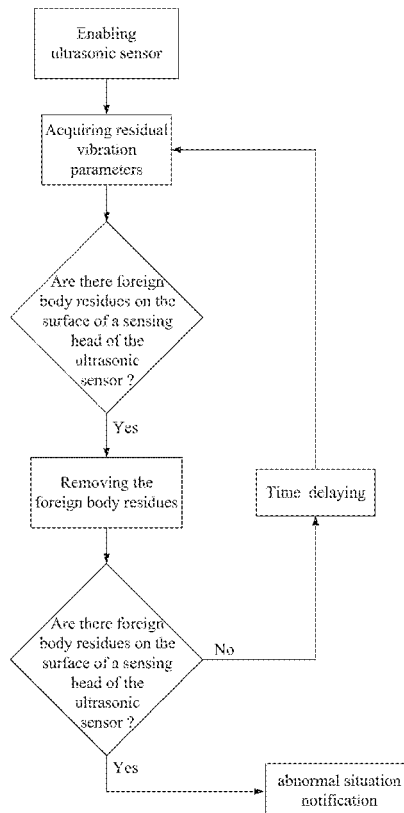 Enabling
ultrasonic sensor
Acquiring residual
vibration
parameters
Are there foreign
body residues on the
surface of a sensing
head of the
ultrasonic
sensor ?
Yes
Removing the
foreign body residues
Time delaying
Are there foreign
body residues on the
surface of a sensing
head of the
ultrasonic
sensor ?
No
Yes
abnormal situation
notification